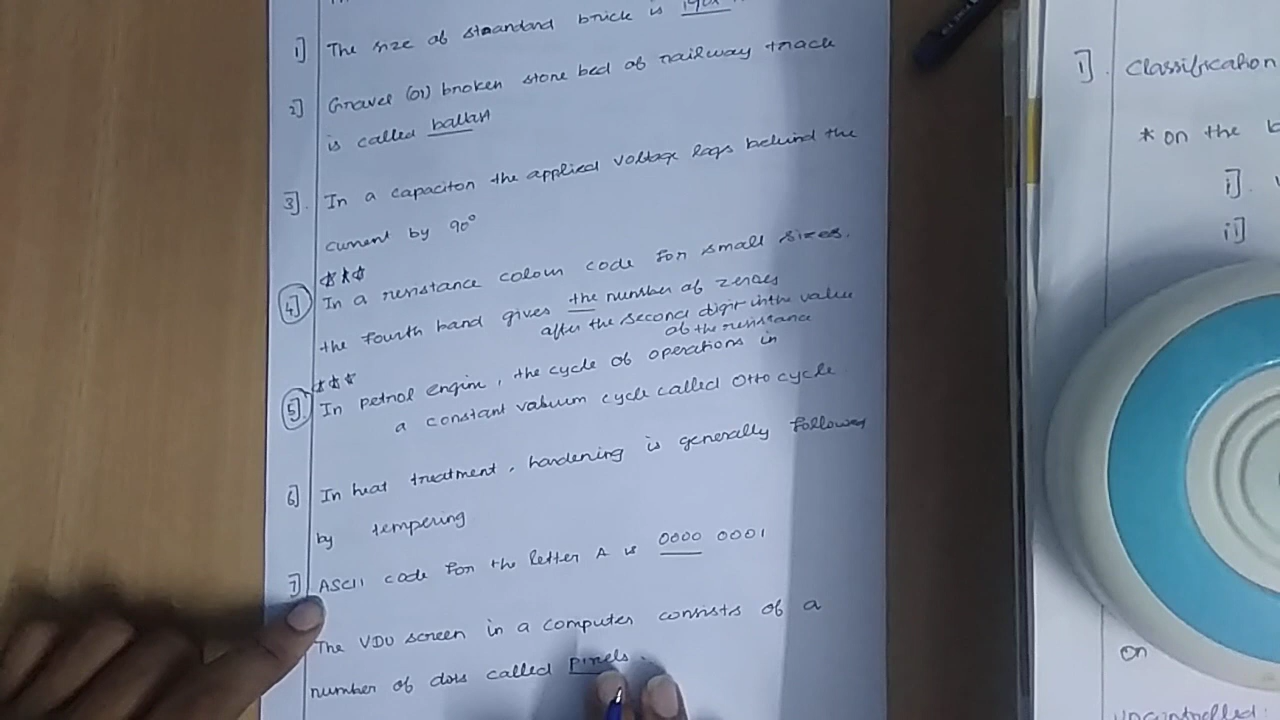 1] The size of staandard brick is 190x
2] Gravel (or) broken stone bed of railway track
is called ballast
3]. In a capacitor the applied voltage lags behind the
current by 90°
☆☆☆
4] In a resistance colour code for small sizes.
the fourth band gives the number of zeroes
after the second digit in the value
of the resistance
☆☆☆
5] In petrol engine, the cycle of operations in
a constant vabuum cycle called Otto cycle
6] In heat treatment, hardening is generally followed
by tempering
7] ASCII code for the letter A is 0000 0001
The VDU screen in a computer consists of a
number of dots called pixels.
1]. Classification
* on the
i].
ii]
on
uncontrolled: